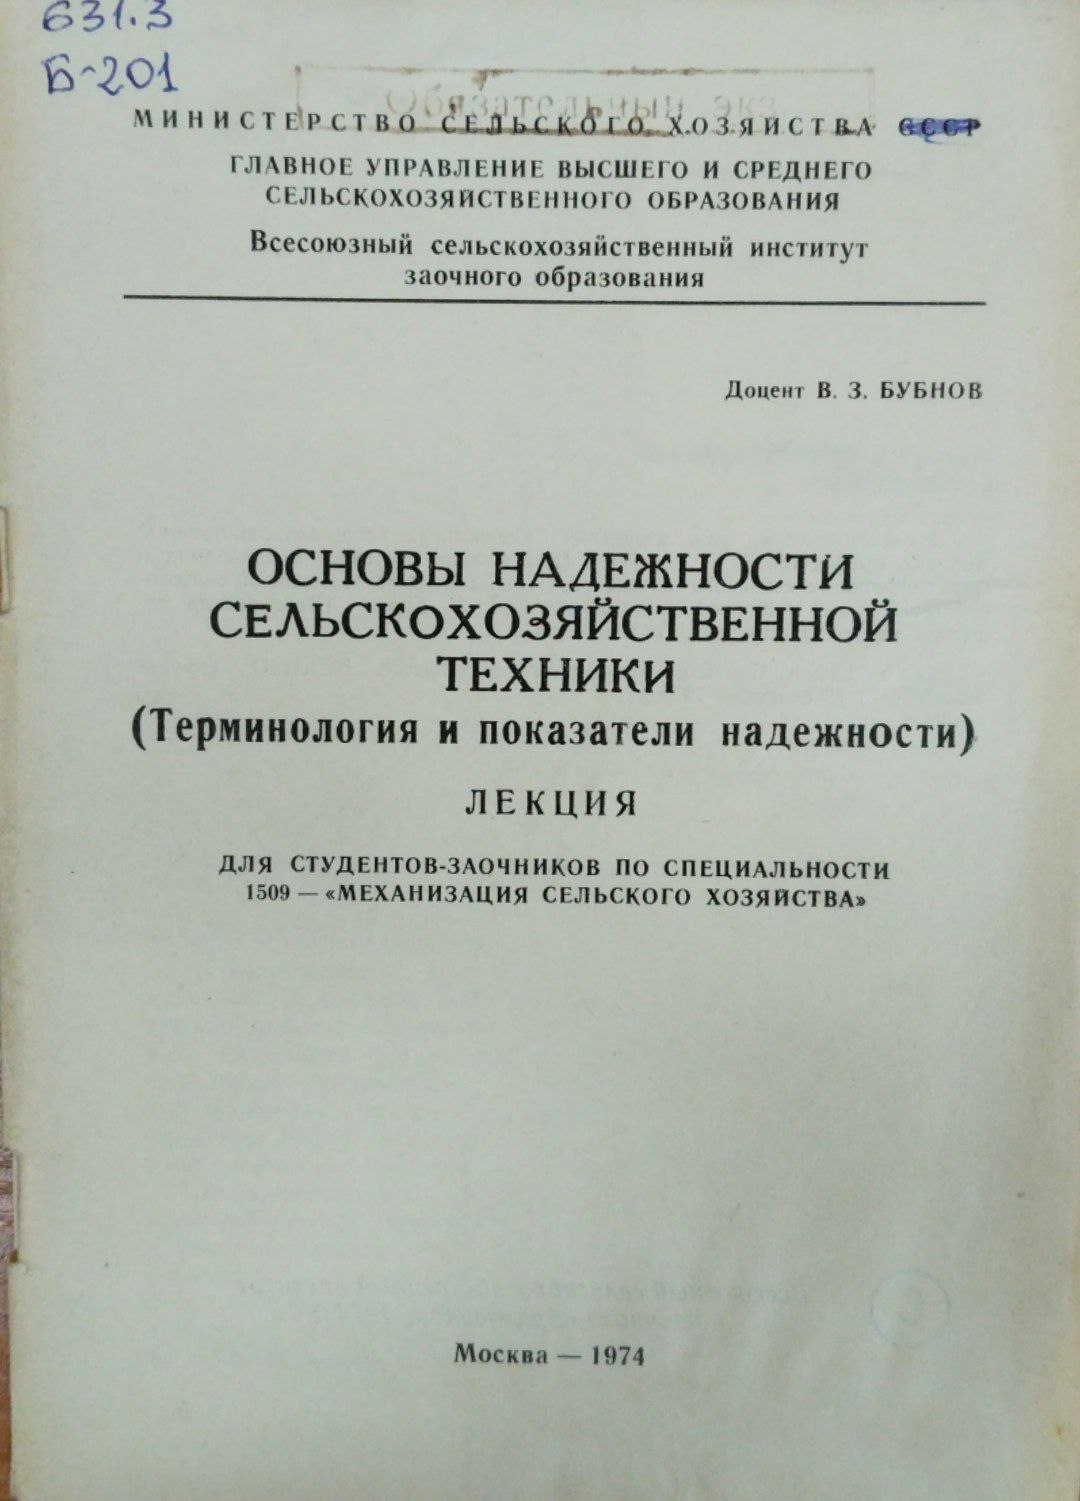 631.3
Б-201
Обязательный экз.
МИНИСТЕРСТВО СЕЛЬСКОГО ХОЗЯЙСТВА СССР
ГЛАВНОЕ УПРАВЛЕНИЕ ВЫСШЕГО И СРЕДНЕГО
СЕЛЬСКОХОЗЯЙСТВЕННОГО ОБРАЗОВАНИЯ
Всесоюзный сельскохозяйственный институт
заочного образования
Доцент В. З. БУБНОВ
ОСНОВЫ НАДЕЖНОСТИ
СЕЛЬСКОХОЗЯЙСТВЕННОЙ
ТЕХНИКИ
(Терминология и показатели надежности)
ЛЕКЦИЯ
ДЛЯ СТУДЕНТОВ-ЗАОЧНИКОВ ПО СПЕЦИАЛЬНОСТИ
1509 — «МЕХАНИЗАЦИЯ СЕЛЬСКОГО ХОЗЯЙСТВА»
Москва — 1974